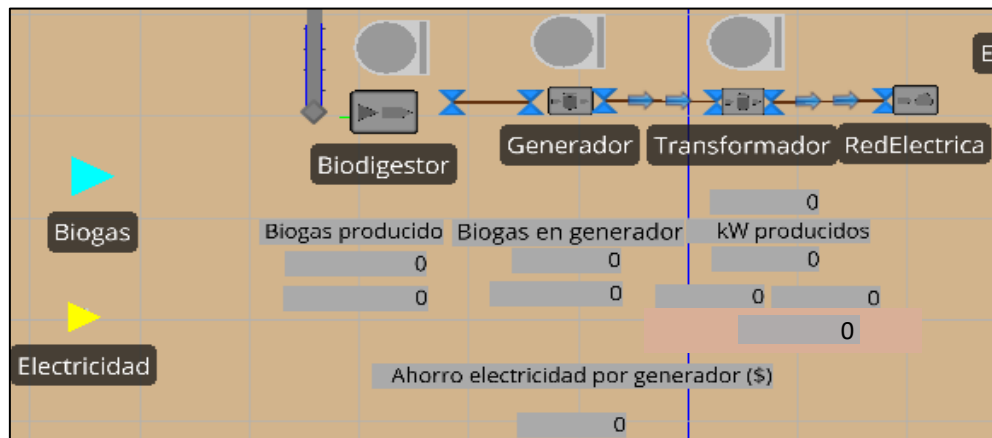 E
Generador
Transformador
RedElectrica
Biodigestor
0
Biogas
Biogas producido
Biogas en generador
kW producidos
0
0
0
0
0
0
0
0
Electricidad
Ahorro electricidad por generador ($)
0